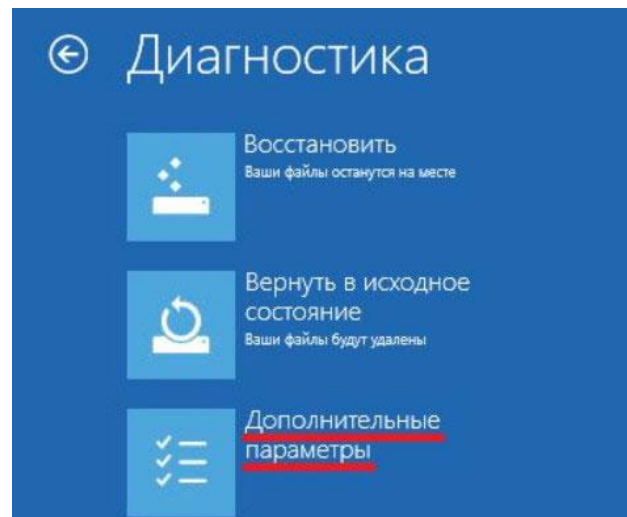 Диагностика
Восстановить
Ваши файлы останутся на месте
Вернуть в исходное
состояние
Ваши файлы будут удалены
Дополнительные
параметры